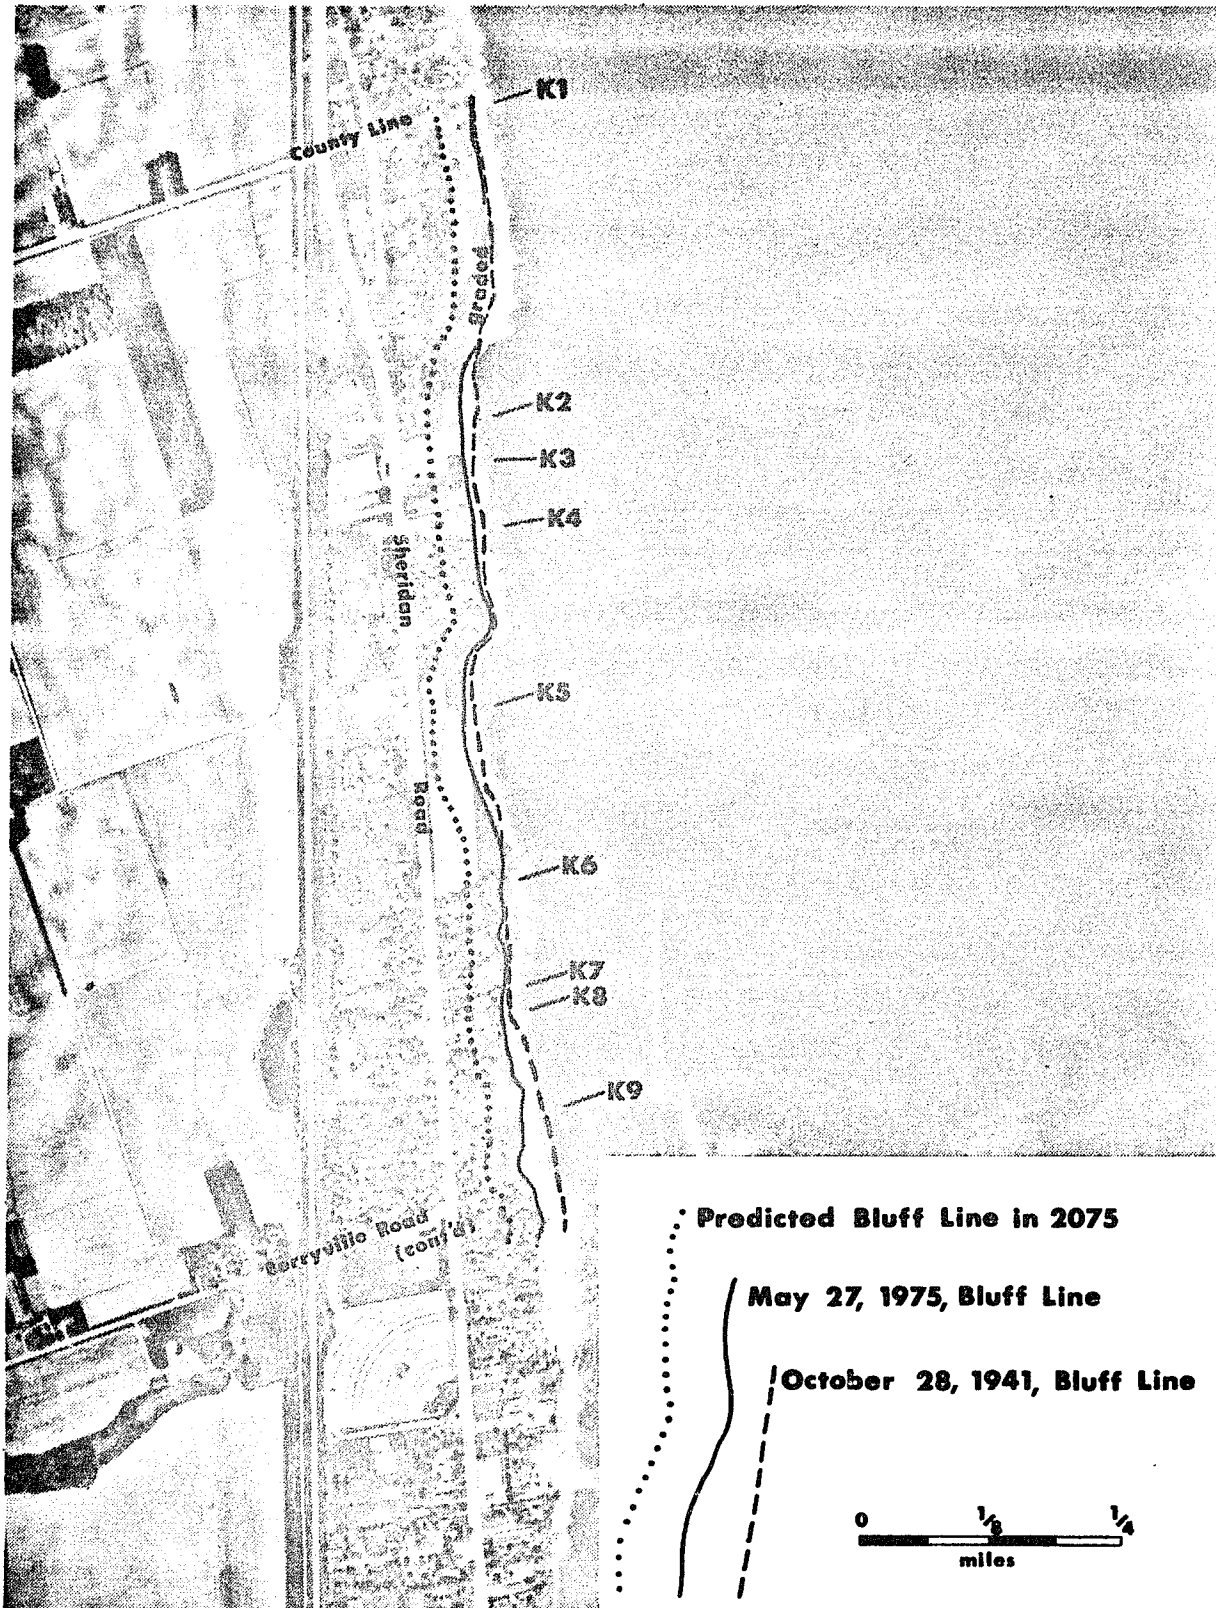 K1
County Line
graded
K2
K3
K4
Sheridan
K5
Road
K6
K7
K8
K9
Berryville Road
(cont'd)
Predicted Bluff Line in 2075
May 27, 1975, Bluff Line
October 28, 1941, Bluff Line
0 1/8 1/4
miles